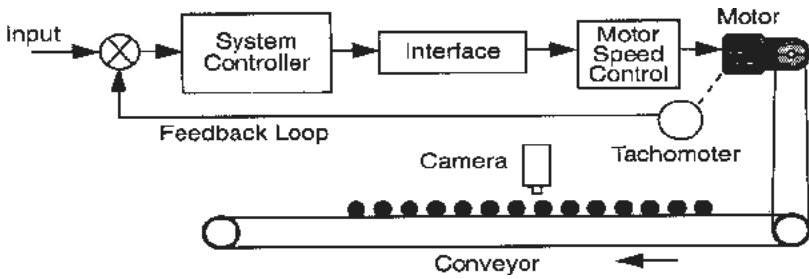 Input
System
Controller
Interface
Motor
Speed
Control
Motor
Feedback Loop
Tachometer
Camera
Conveyor